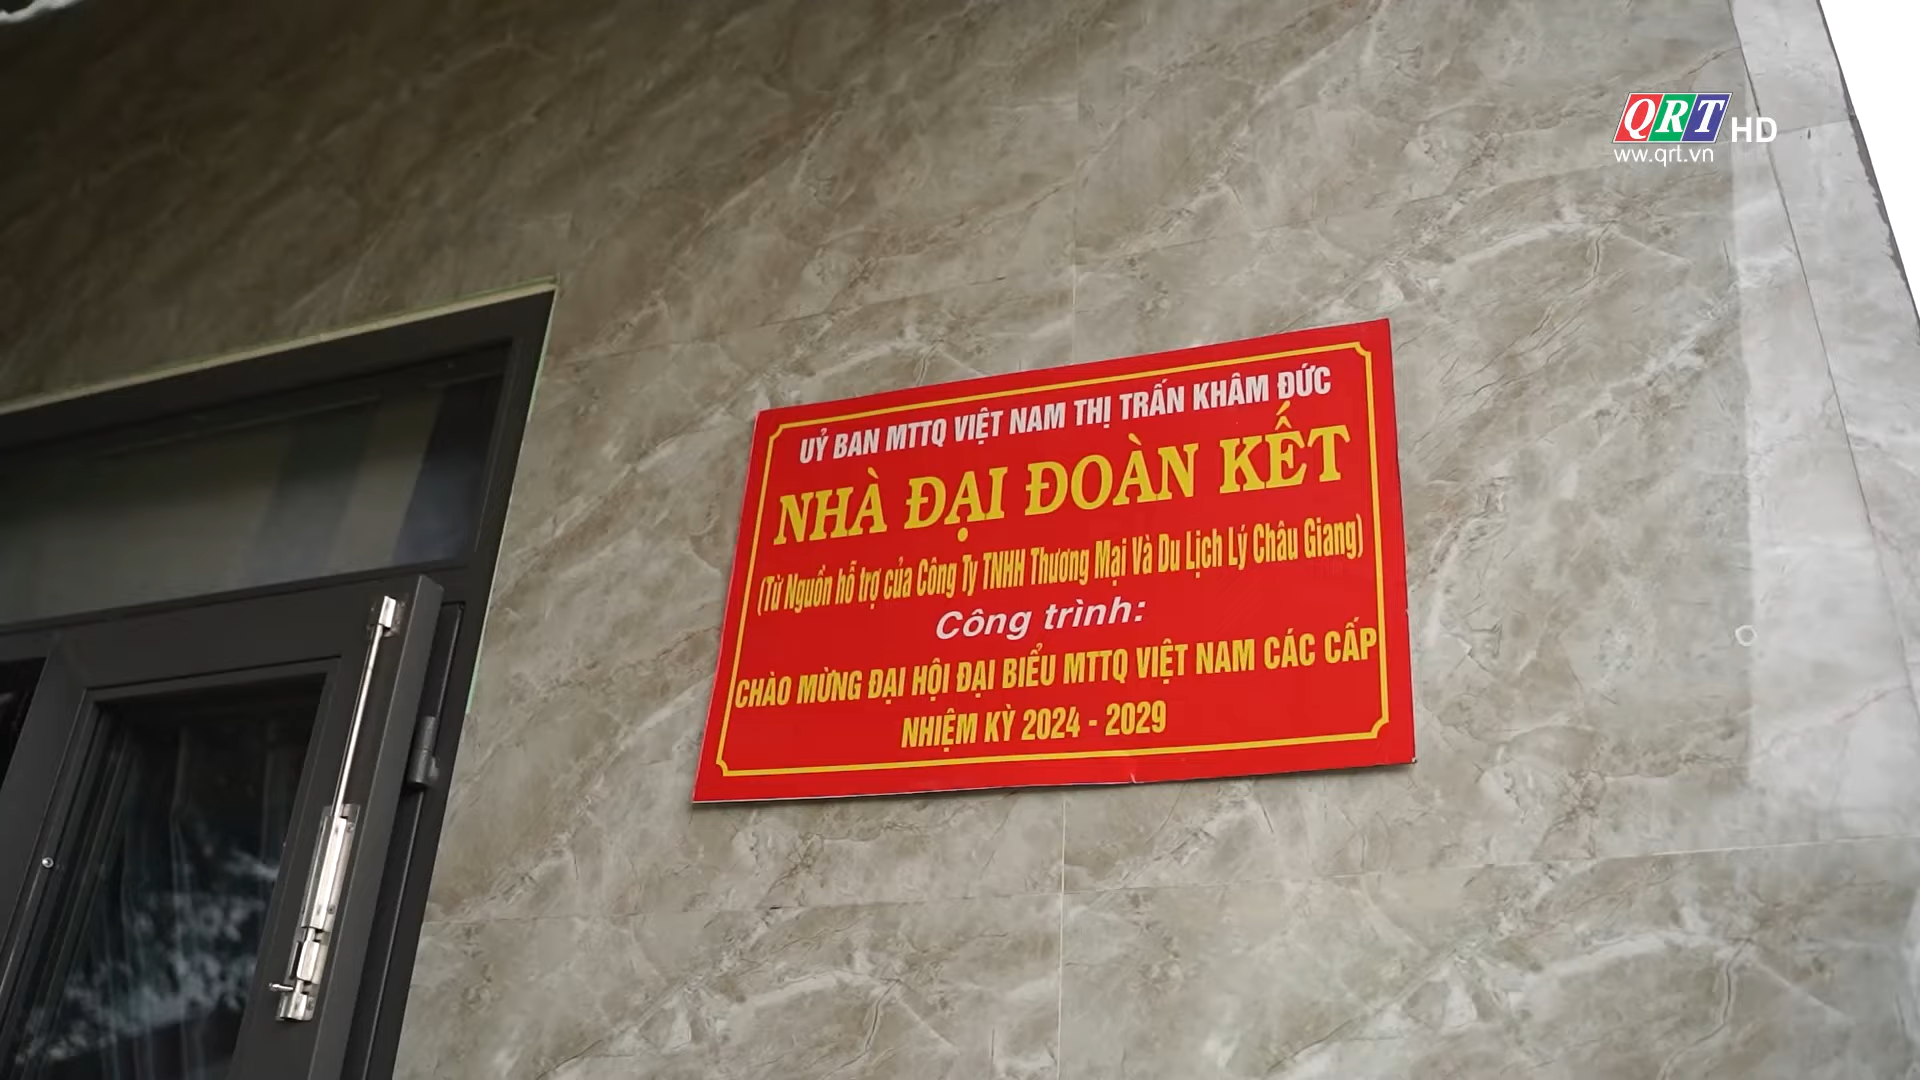 QRT HD
ww.qrt.vn
UỶ BAN MTTQ VIỆT NAM THỊ TRẤN KHÂM ĐỨC
NHÀ ĐẠI ĐOÀN KẾT
(Từ Nguồn hỗ trợ của Công Ty TNHH Thương Mại Và Du Lịch Lý Châu Giang)
Công trình:
CHÀO MỪNG ĐẠI HỘI ĐẠI BIỂU MTTQ VIỆT NAM CÁC CẤP
NHIỆM KỲ 2024 - 2029